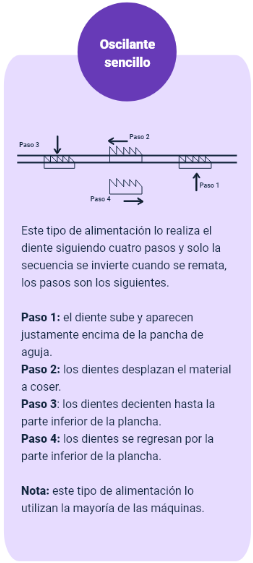 Oscilante
sencillo
Paso 3
Paso 2
Paso 1
Paso 4
Este tipo de alimentación lo realiza el
diente siguiendo cuatro pasos y solo la
secuencia se invierte cuando se remata,
los pasos son los siguientes.
Paso 1: el diente sube y aparecen
justamente encima de la pancha de
aguja.
Paso 2: los dientes desplazan el material
a coser.
Paso 3: los dientes decienten hasta la
parte inferior de la plancha.
Paso 4: los dientes se regresan por la
parte inferior de la plancha.
Nota: este tipo de alimentación lo
utilizan la mayoría de las máquinas.